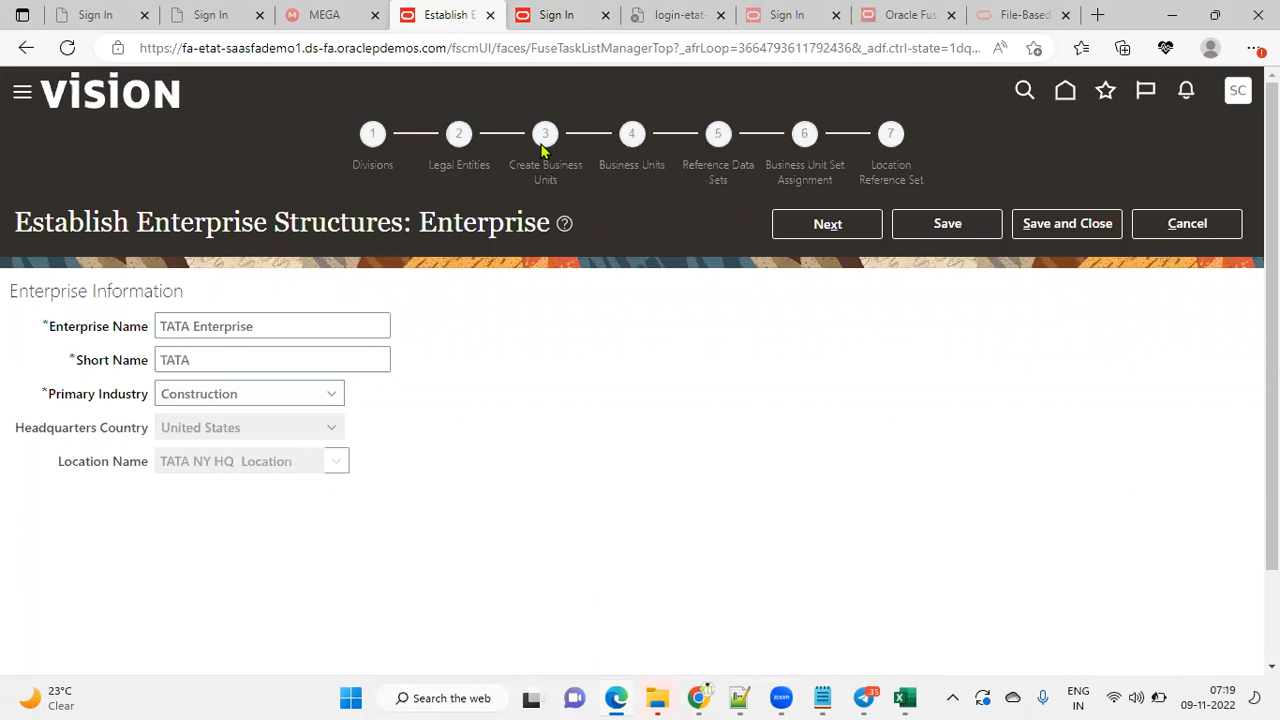 Sign In
Sign In
MEGA
Establish E
Sign In
login-etat-
Sign In
Oracle Fus
File-Based
https://fa-etat-saasfademo1.ds-fa.oraclepdemos.com/fscmUI/faces/FuseTaskListManagerTop?_afrLoop=3664793611792436&_adf.ctrl-state=1dq...
VISION
SC
1
2
3
4
5
6
7
Divisions
Legal Entities
Create Business
Units
Business Units
Reference Data
Sets
Business Unit Set
Assignment
Location
Reference Set
Establish Enterprise Structures: Enterprise
Next
Save
Save and Close
Cancel
Enterprise Information
*Enterprise Name TATA Enterprise
*Short Name TATA
*Primary Industry Construction
Headquarters Country United States
Location Name TATA NY HQ Location
23°C
Clear
Search the web
35
ENG
IN
07:19
09-11-2022